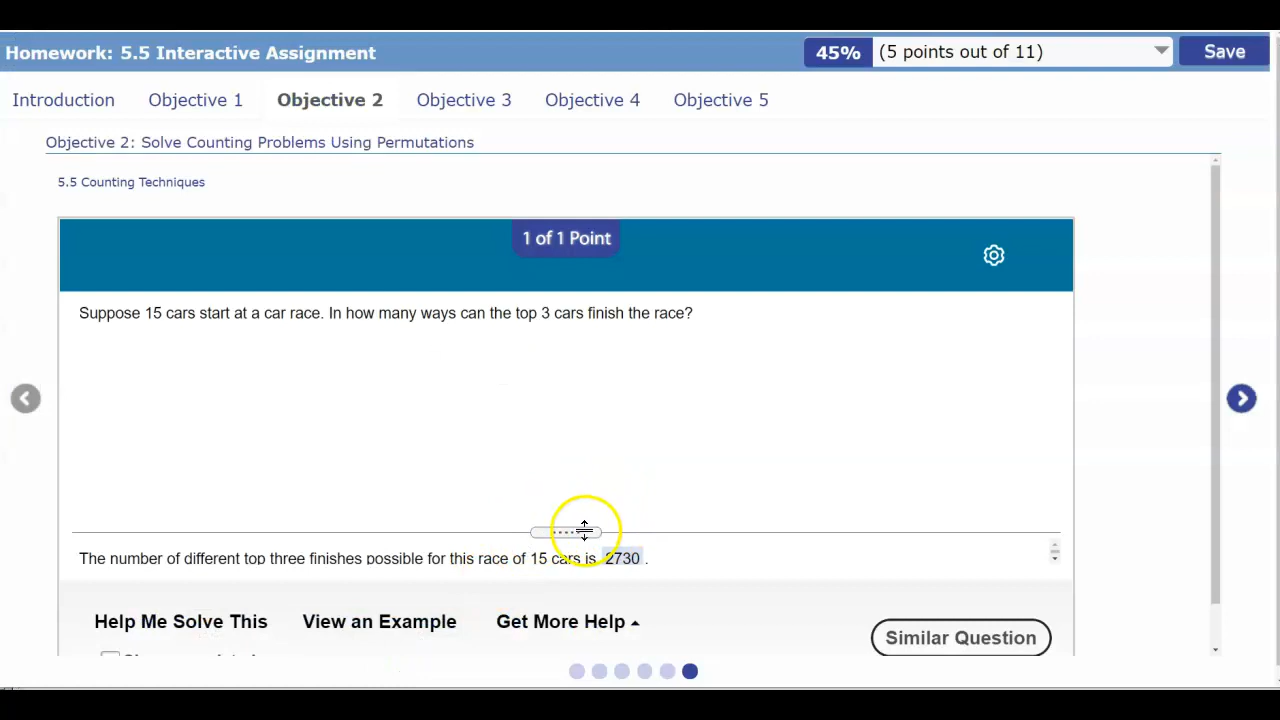 Homework: 5.5 Interactive Assignment
45% (5 points out of 11) Save
Introduction Objective 1 Objective 2 Objective 3 Objective 4 Objective 5
Objective 2: Solve Counting Problems Using Permutations
5.5 Counting Techniques
1 of 1 Point
Suppose 15 cars start at a car race. In how many ways can the top 3 cars finish the race?
The number of different top three finishes possible for this race of 15 cars is 2730 .
Help Me Solve This View an Example Get More Help
Similar Question